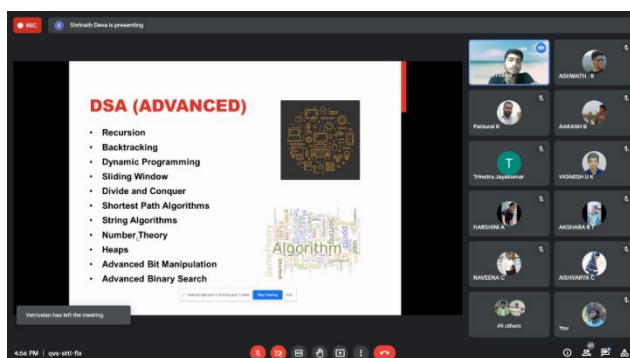 REC
S
Shrinath Deva is presenting
DSA (ADVANCED)
• Recursion
• Backtracking
• Dynamic Programming
• Sliding Window
• Divide and Conquer
• Shortest Path Algorithms
• String Algorithms
• Number Theory
• Heaps
• Advanced Bit Manipulation
• Advanced Binary Search
Algorithm
Sorting
GameTheory
Stop sharing
Hide
ASHWATH . R
Paldurai K
AAKASH B
T
Trinetra Jayakumar
VIGNESH U K
HARSHINI A
AKSHARA R T
NAVEENA C
AISHVARYA C
49 others
You
Vetrivelan has left the meeting
4:56 PM | qvs-stti-fix